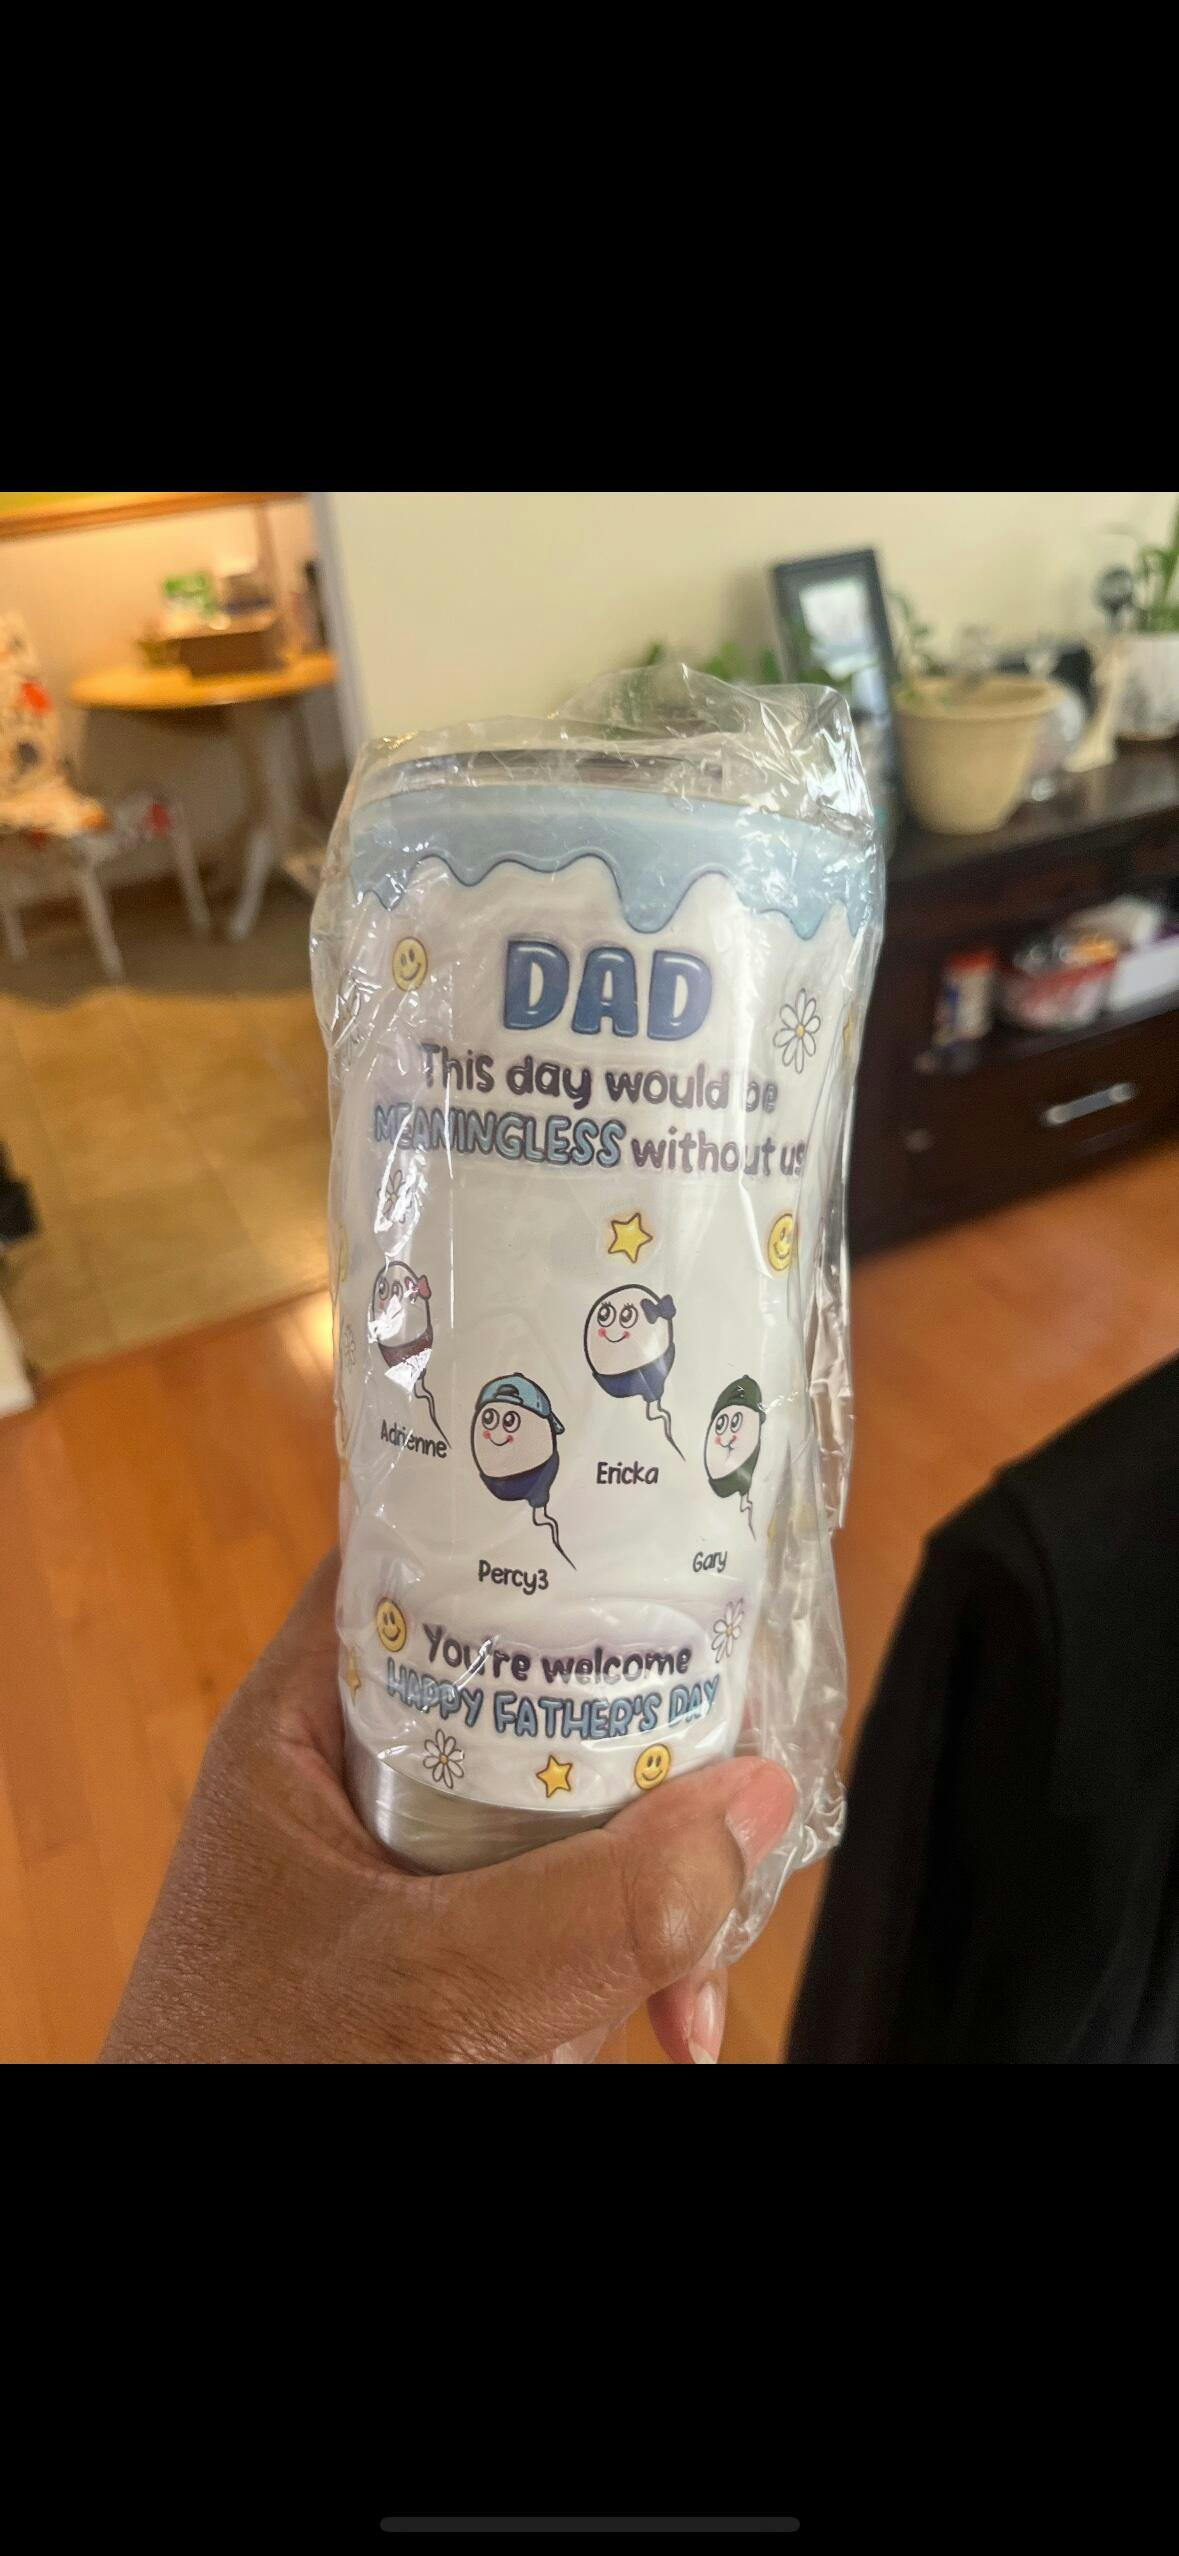 DAD
This day would be
MEANINGLESS without us
Adrienne
Ericka
Percy3
Gary
You're welcome
HAPPY FATHER'S DAY